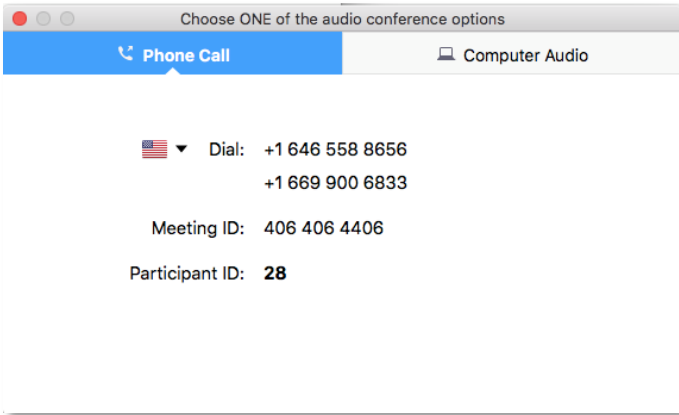 Choose ONE of the audio conference options
Phone Call
Computer Audio
Dial: +1 646 558 8656
+1 669 900 6833
Meeting ID: 406 406 4406
Participant ID: 28